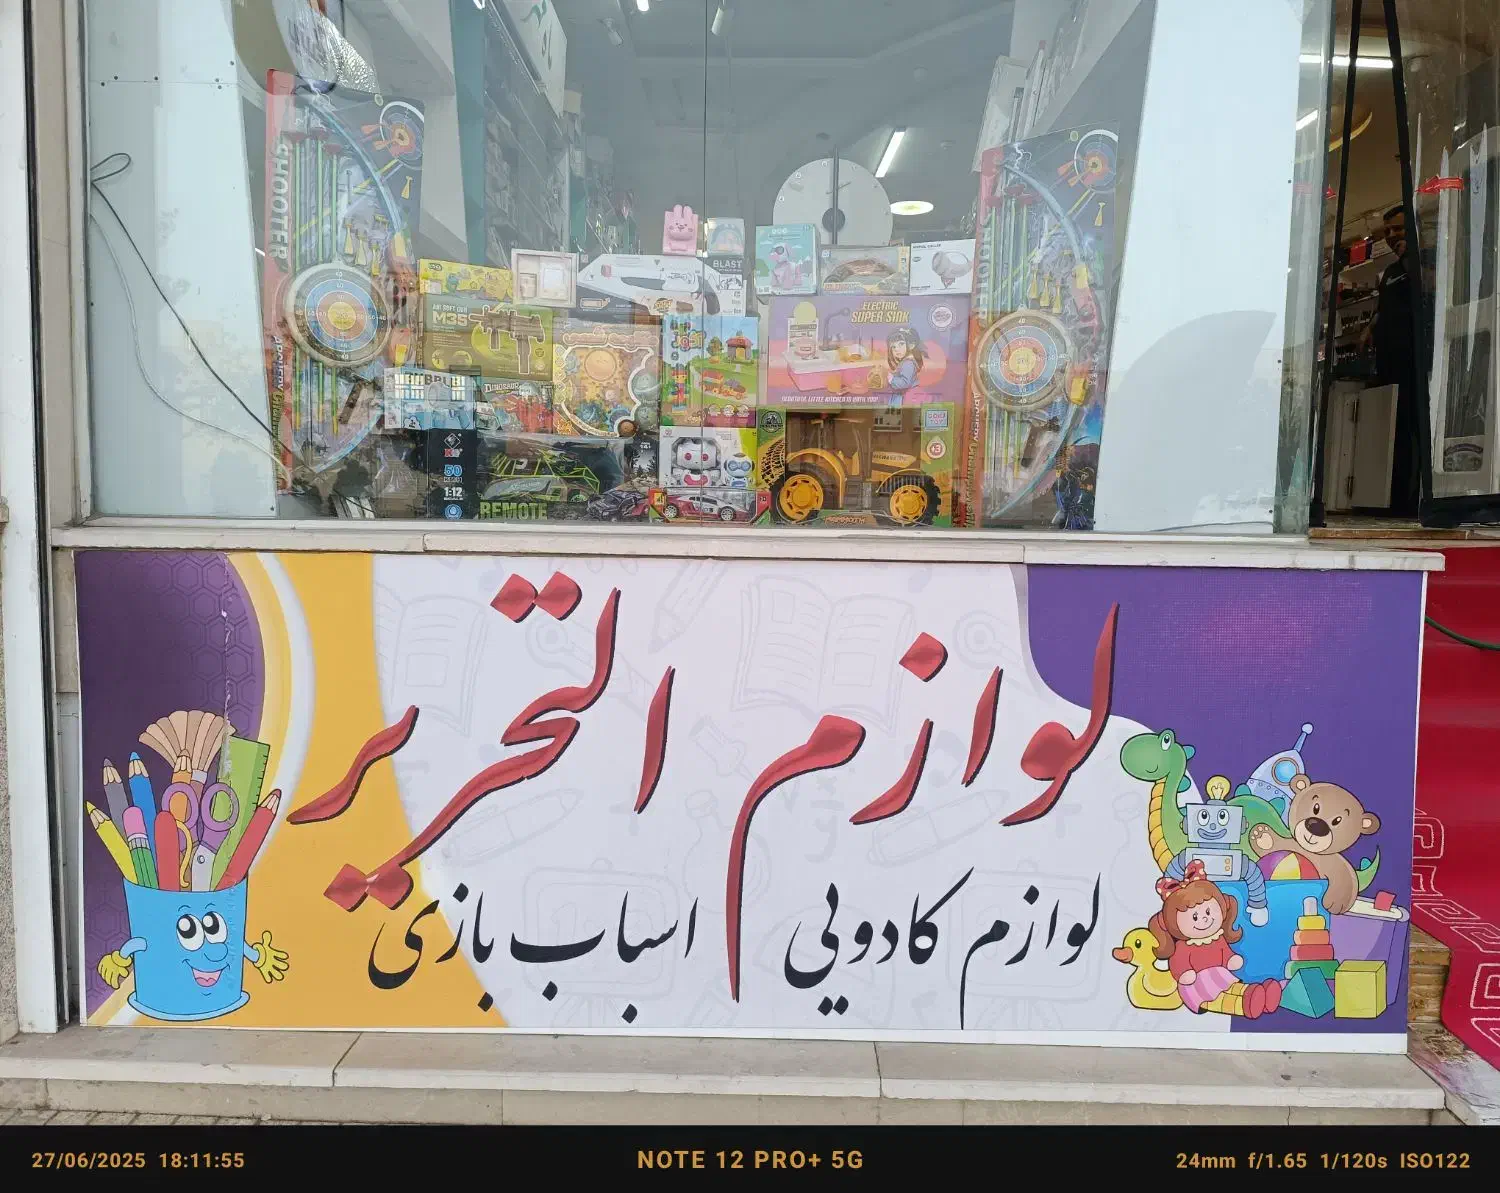 SHOOTER
SHOOTER
BLAST
M35
ELECTRIC
SUPER SINK
DINOSAUR
50
1:12
REMOTE
لوازم التحریر
لوازم کادویی اسباب بازی
27/06/2025 18:11:55
NOTE 12 PRO+ 5G
24mm f/1.65 1/120s ISO122